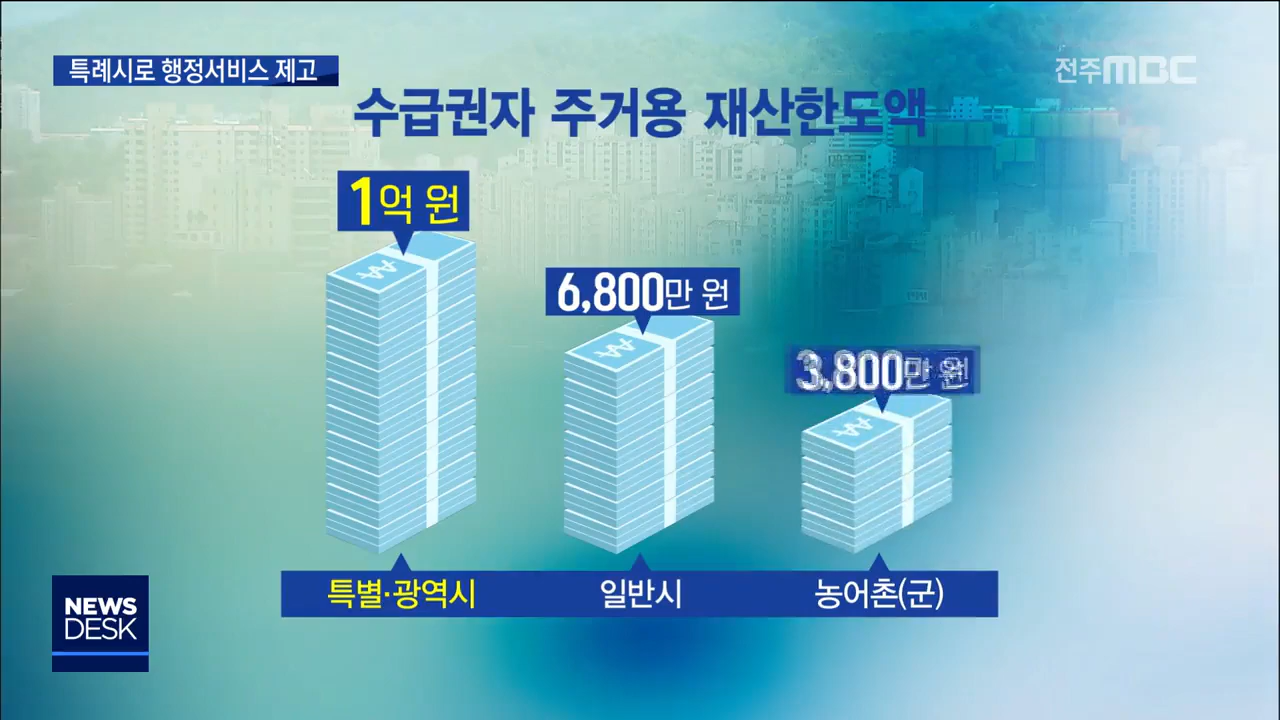 특례시로 행정서비스 제고
전주MBC
수급권자 주거용 재산한도액
1억 원
6,800만 원
3,800만 원
특별·광역시
일반시
농어촌(군)
NEWS
DESK